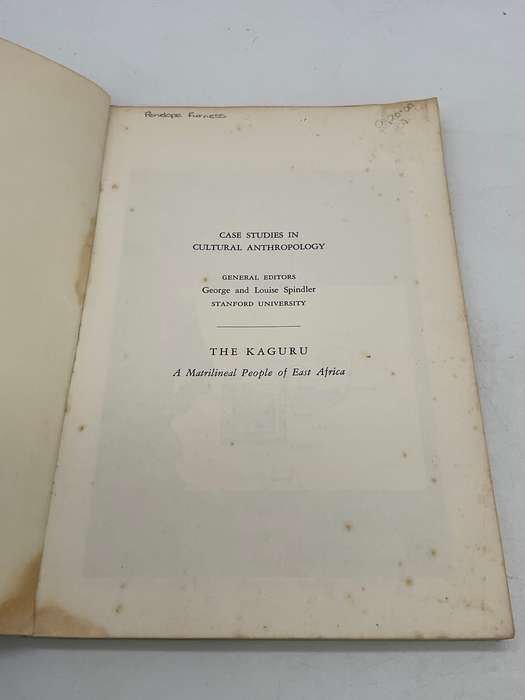 Penelope Furness
CASE STUDIES IN
CULTURAL ANTHROPOLOGY
GENERAL EDITORS
George and Louise Spindler
STANFORD UNIVERSITY
THE KAGURU
A Matrilineal People of East Africa